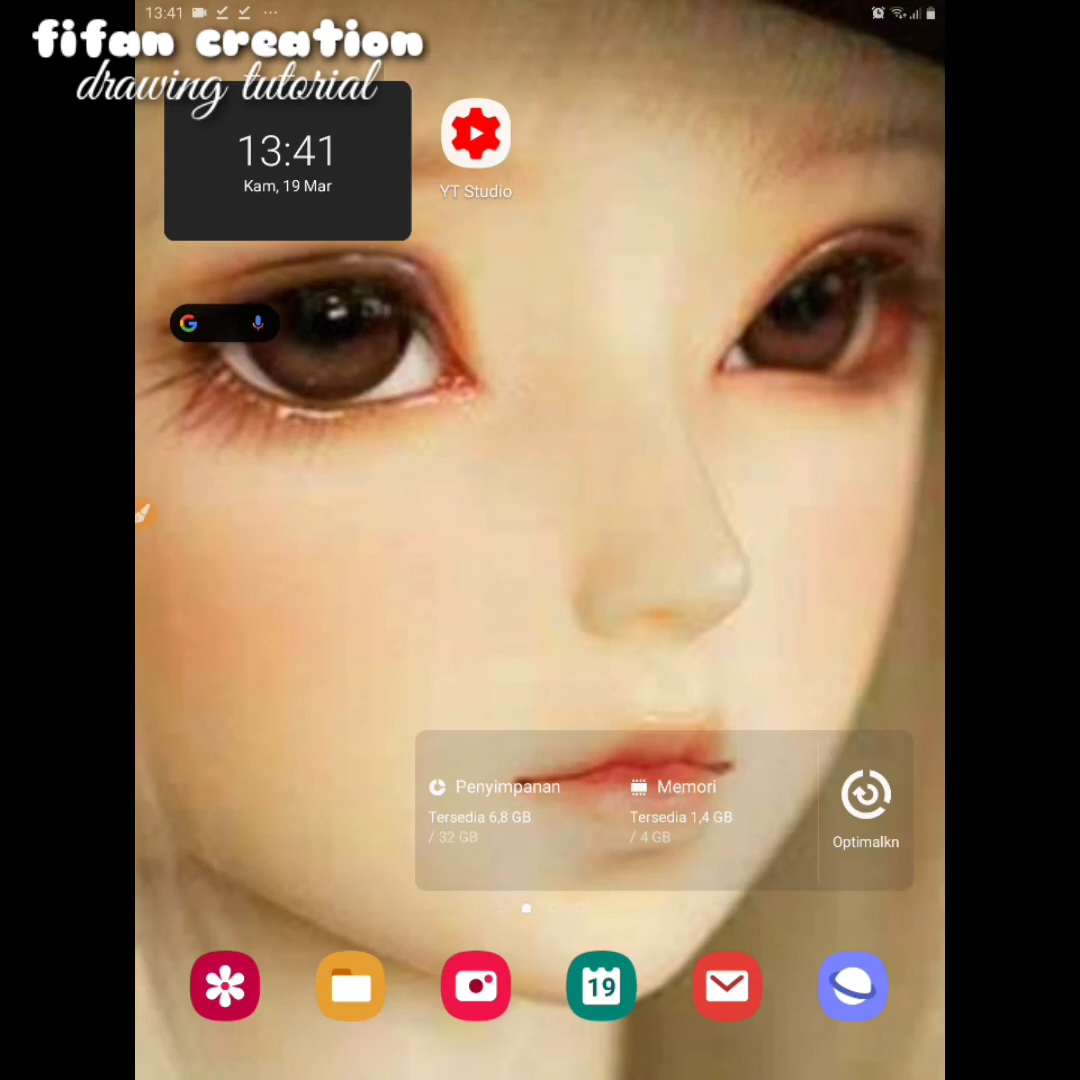 13:41
fifan creation
drawing tutorial
13:41
Kam, 19 Mar
YT Studio
Penyimpanan
Tersedia 6,8 GB
/ 32 GB
Memori
Tersedia 1,4 GB
/ 4 GB
Optimalkn
19